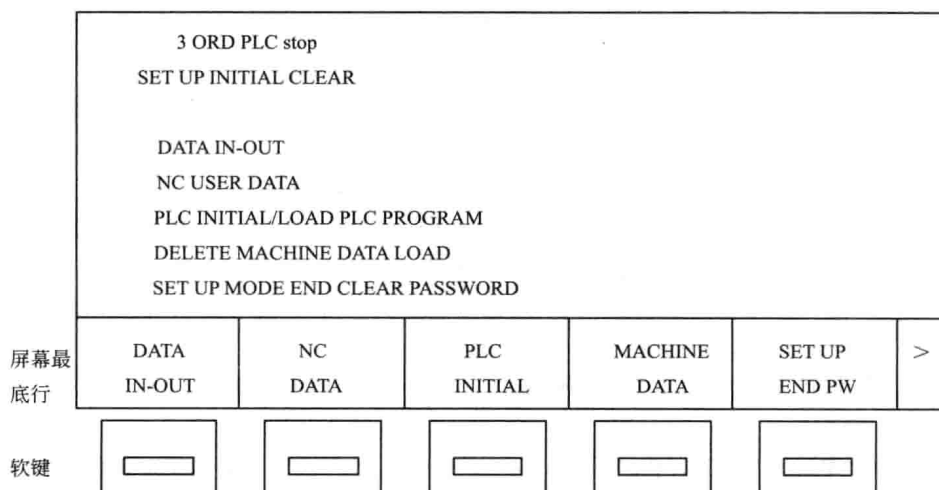 3 ORD PLC stop
SET UP INITIAL CLEAR
DATA IN-OUT
NC USER DATA
PLC INITIAL/LOAD PLC PROGRAM
DELETE MACHINE DATA LOAD
SET UP MODE END CLEAR PASSWORD
屏幕最
底行
DATA
IN-OUT
NC
DATA
PLC
INITIAL
MACHINE
DATA
SET UP
END PW
>
软键